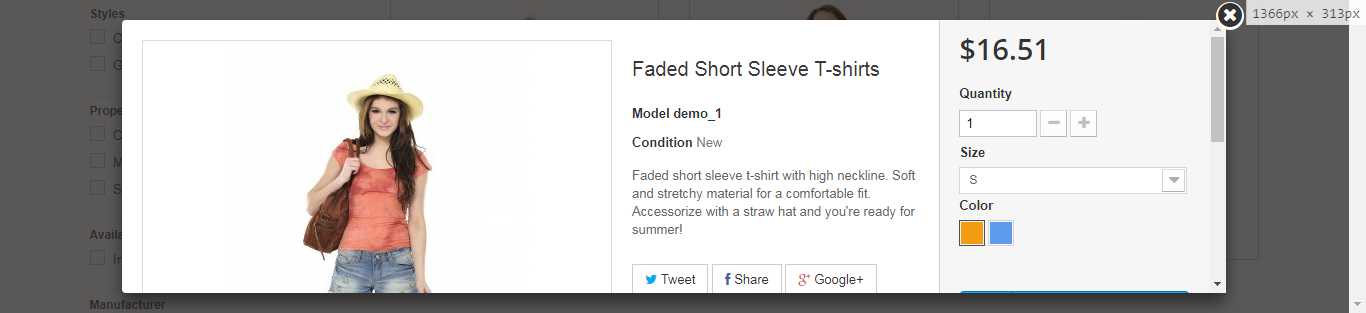 Styles
C
G
Prope
C
M
S
Availa
In
Manufacturer
Faded Short Sleeve T-shirts
Model demo_1
Condition New
Faded short sleeve t-shirt with high neckline. Soft
and stretchy material for a comfortable fit.
Accessorize with a straw hat and you're ready for
summer!
Tweet
Share
Google+
$16.51
Quantity
1
Size
S
Color
1366px × 313px